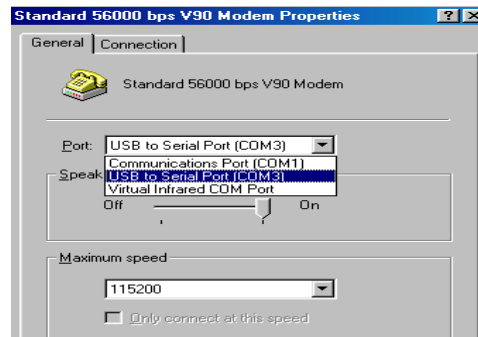 Standard 56000 bps V90 Modem Properties
General Connection
Standard 56000 bps V90 Modem
Port: USB to Serial Port (COM3)
Communications Port (COM1)
USB to Serial Port (COM3)
Virtual Infrared COM Port
Speak
Off On
Maximum speed
115200
Only connect at this speed